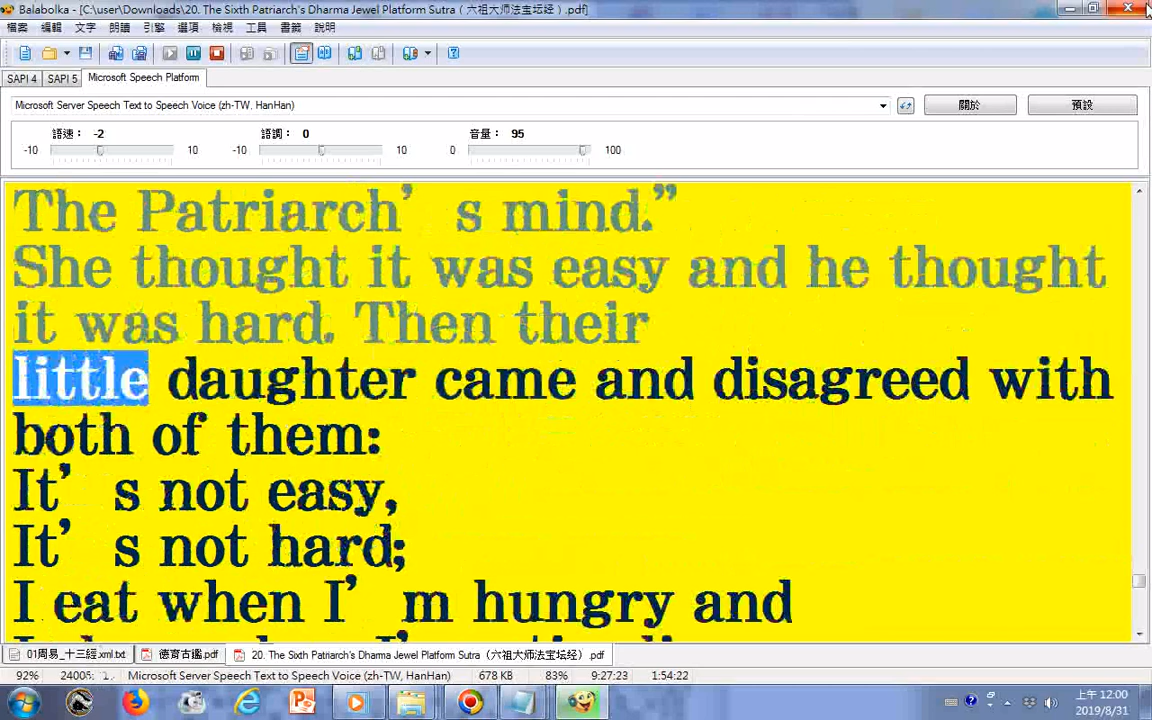 Balabolka - [C:\user\Downloads\20. The Sixth Patriarch's Dharma Jewel Platform Sutra（六祖大师法宝坛经）.pdf]
檔案 編輯 文字 朗讀 引擎 選項 檢視 工具 書籤 說明
SAPI 4 SAPI 5 Microsoft Speech Platform
Microsoft Server Speech Text to Speech Voice (zh-TW, HanHan) 關於 預設
語速： -2 語調： 0 音量： 95
-10 10 -10 10 0 100
The Patriarch’ s mind.”
She thought it was easy and he thought
it was hard. Then their
little daughter came and disagreed with
both of them:
It’ s not easy,
It’ s not hard;
I eat when I’ m hungry and
01周易_十三經.xml.txt 德育古鑑.pdf 20. The Sixth Patriarch's Dharma Jewel Platform Sutra（六祖大师法宝坛经）.pdf
92% Microsoft Server Speech Text to Speech Voice (zh-TW, HanHan) 678 KB 83% 9:27:23 1:54:22
上午 12:00
2019/8/31